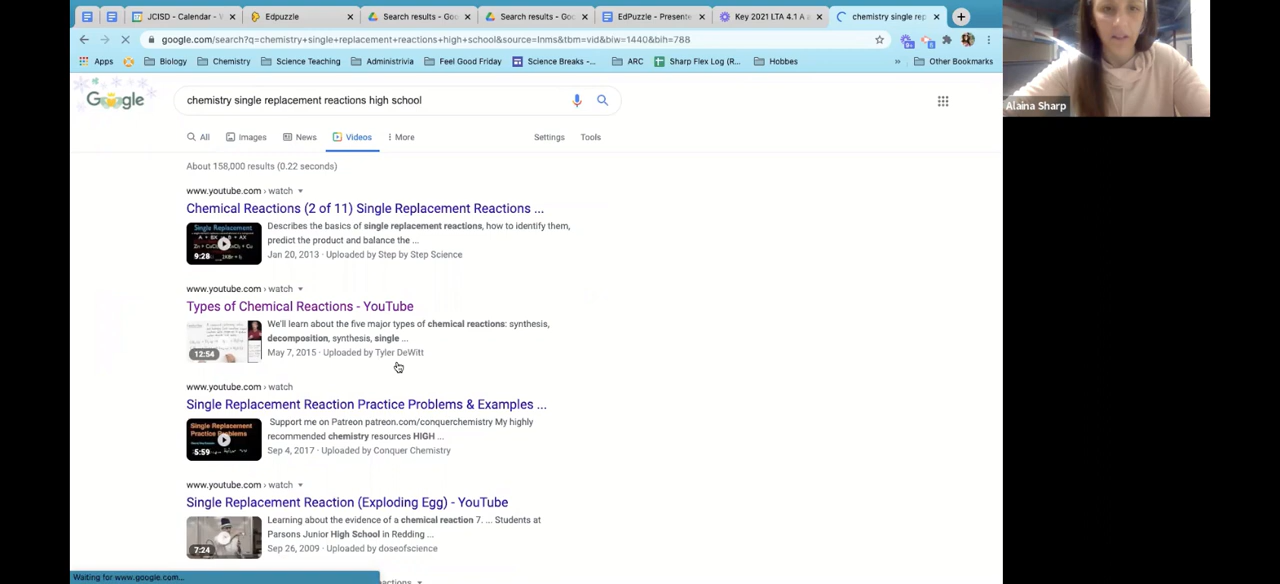 JCISD - Calendar - W
Edpuzzle
Search results - Goo
Search results - Goo
EdPuzzle - Presente
Key 2021 LTA 4.1 A
chemistry single rep
google.com/search?q=chemistry+single+replacement+reactions+high+school&source=lnms&tbm=vid&biw=1440&bih=788
Apps
Biology
Chemistry
Science Teaching
Administrivia
Feel Good Friday
Science Breaks -...
ARC
Sharp Flex Log (R...
Hobbes
»
Other Bookmarks
Alaina Sharp
Google
chemistry single replacement reactions high school
All
Images
News
Videos
More
Settings
Tools
About 158,000 results (0.22 seconds)
www.youtube.com › watch
Chemical Reactions (2 of 11) Single Replacement Reactions ...
Single Replacement
9:28
Describes the basics of single replacement reactions, how to identify them,
predict the product and balance the ...
Jan 20, 2013 · Uploaded by Step by Step Science
www.youtube.com › watch
Types of Chemical Reactions - YouTube
12:54
We'll learn about the five major types of chemical reactions: synthesis,
decomposition, synthesis, single ...
May 7, 2015 · Uploaded by Tyler DeWitt
www.youtube.com › watch
Single Replacement Reaction Practice Problems & Examples ...
Single Replacement
Practice Problems
5:59
Support me on Patreon patreon.com/conquerchemistry My highly
recommended chemistry resources HIGH ...
Sep 4, 2017 · Uploaded by Conquer Chemistry
www.youtube.com › watch
Single Replacement Reaction (Exploding Egg) - YouTube
7:24
Learning about the evidence of a chemical reaction 7. ... Students at
Parsons Junior High School in Redding ...
Sep 26, 2009 · Uploaded by doseofscience
Waiting for www.google.com...